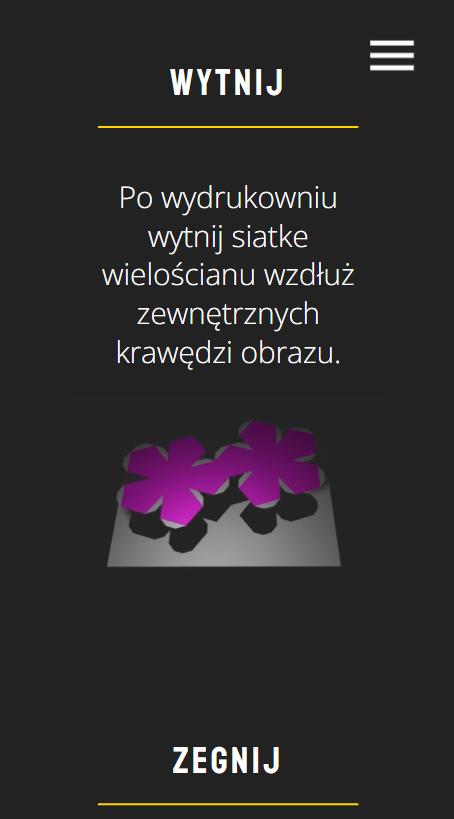 WYTNIJ
Po wydrukowniu
wytnij siatke
wielościanu wzdłuż
zewnętrznych
krawędzi obrazu.
ZEGNIJ